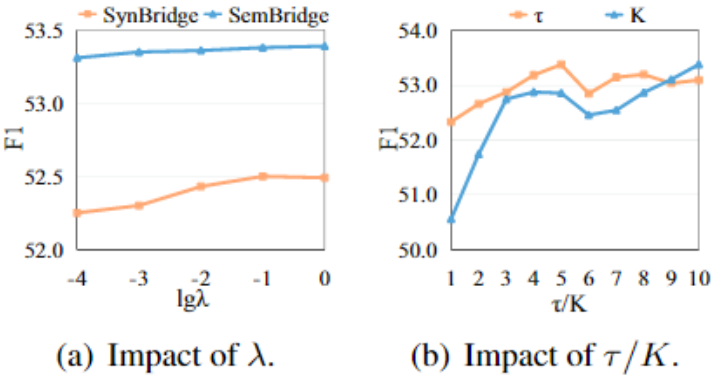 SynBridge SemBridge
53.5
53.0
52.5
52.0
F1
-4 -3 -2 -1 0
lgλ
(a) Impact of λ.
τ K
54.0
53.0
52.0
51.0
50.0
F1
1 2 3 4 5 6 7 8 9 10
τ/K
(b) Impact of τ/K.